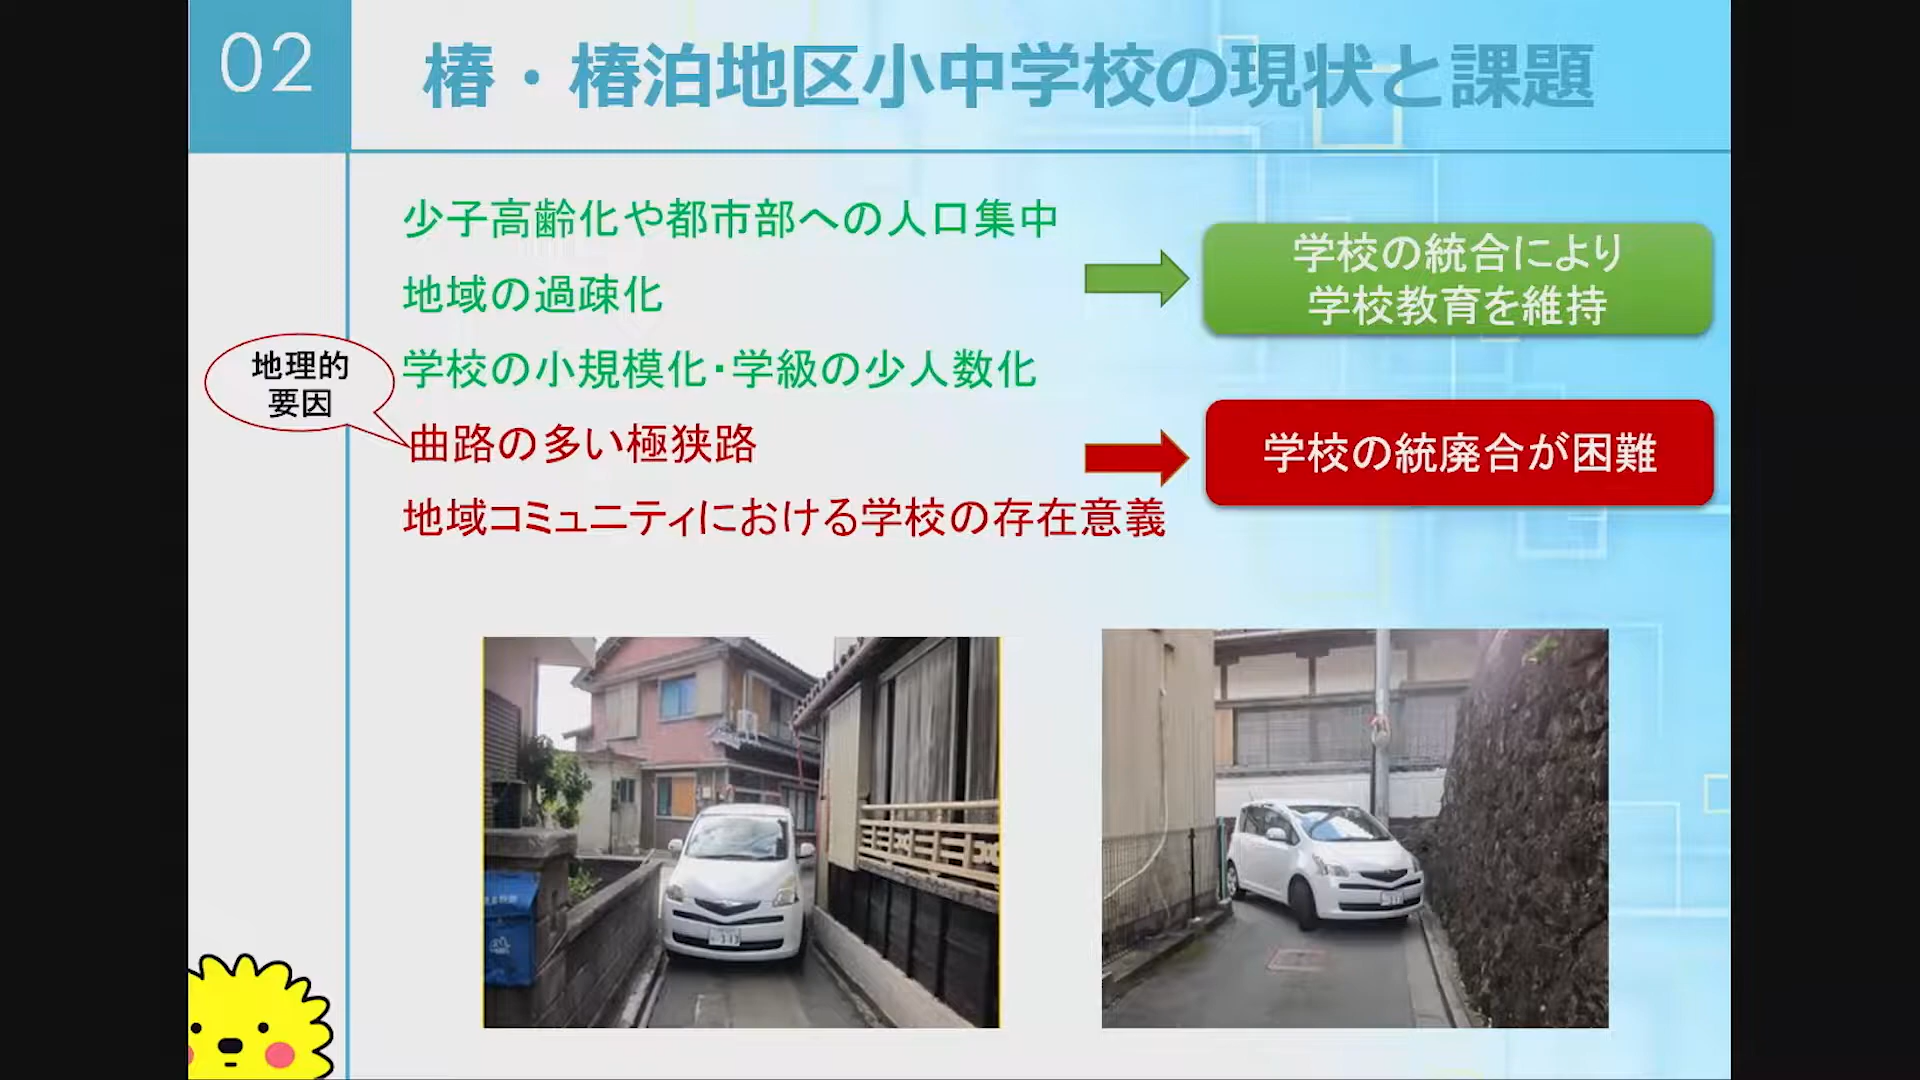 02
椿・椿泊地区小中学校の現状と課題
少子高齢化や都市部への人口集中
地域の過疎化
学校の小規模化・学級の少人数化
地理的
要因
曲路の多い極狭路
地域コミュニティにおける学校の存在意義
学校の統合により
学校教育を維持
学校の統廃合が困難